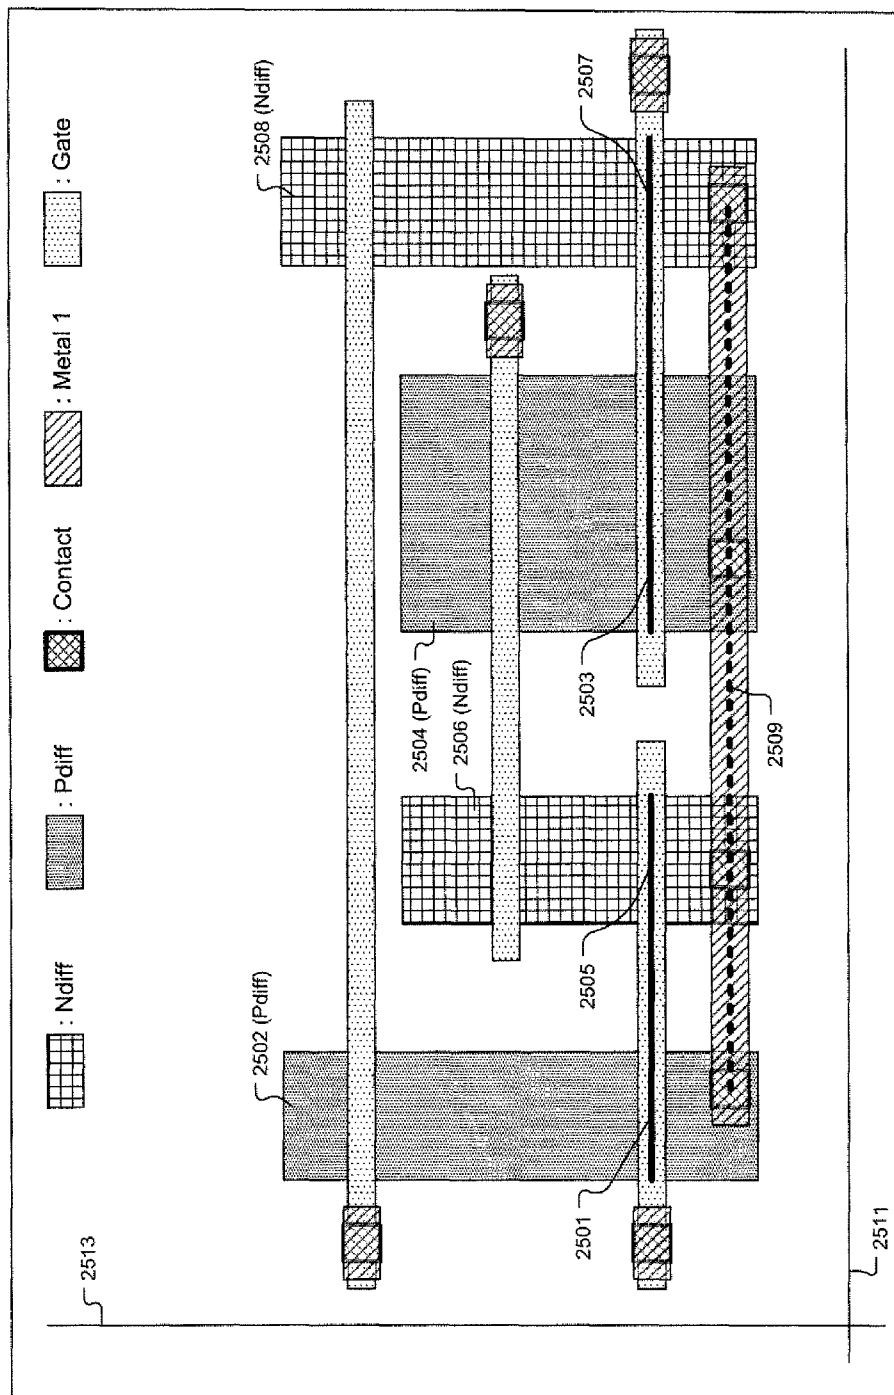 : Ndiff
: Pdiff
: Contact
: Metal 1
: Gate
2513
2502 (Pdiff)
2504 (Pdiff)
2506 (Ndiff)
2508 (Ndiff)
2501
2505
2503
2507
2509
2511